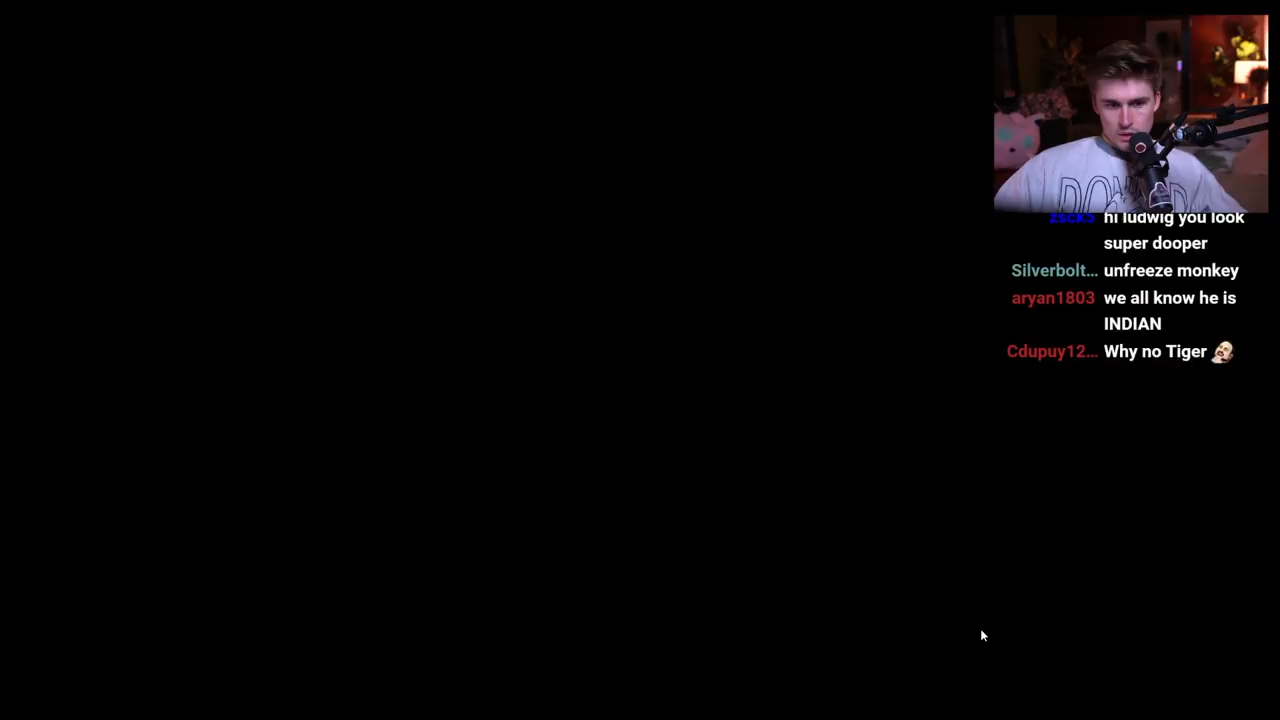 zsck5 hi ludwig you look
super dooper
Silverbolt… unfreeze monkey
aryan1803 we all know he is
INDIAN
Cdupuy12… Why no Tiger